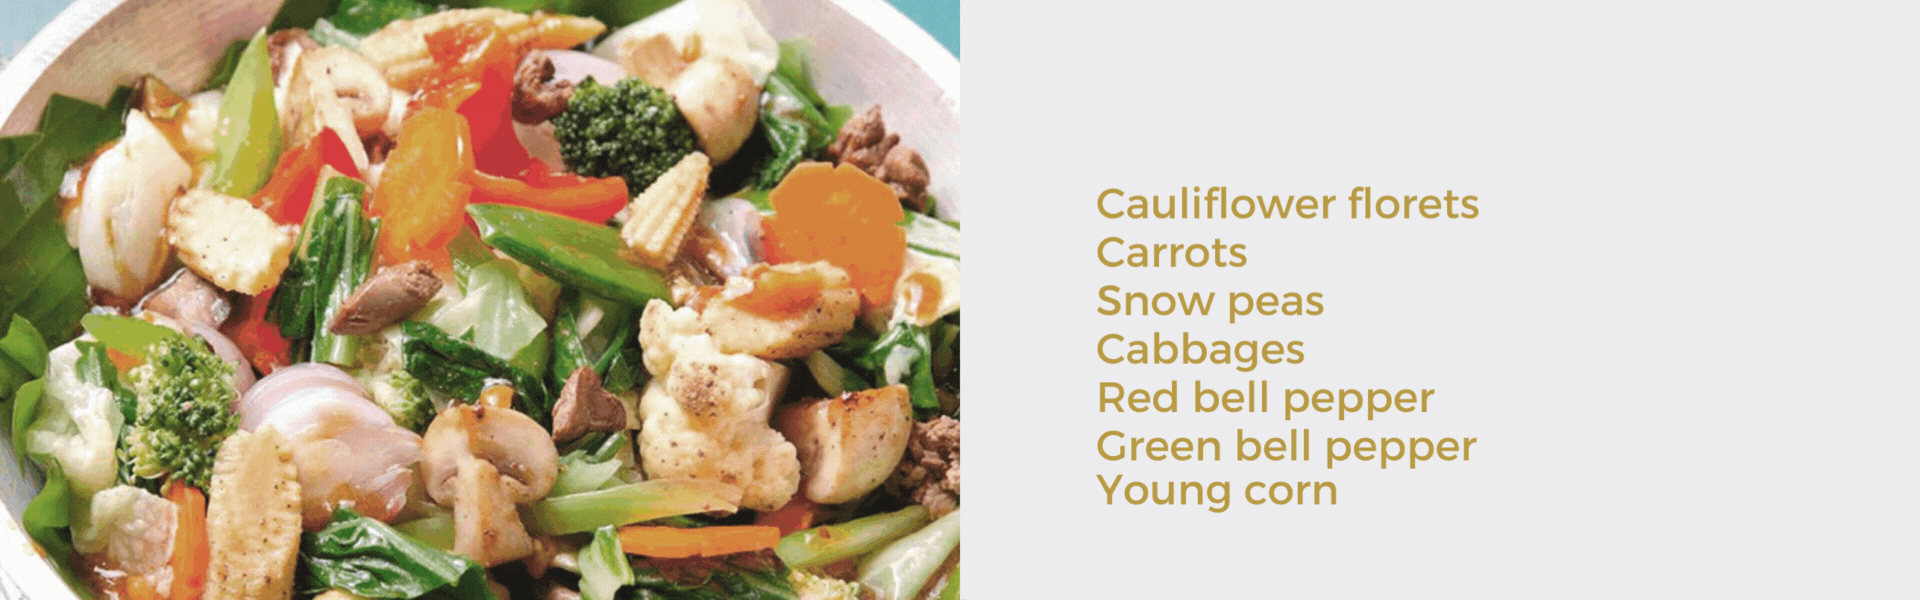 Cauliflower florets
Carrots
Snow peas
Cabbages
Red bell pepper
Green bell pepper
Young corn